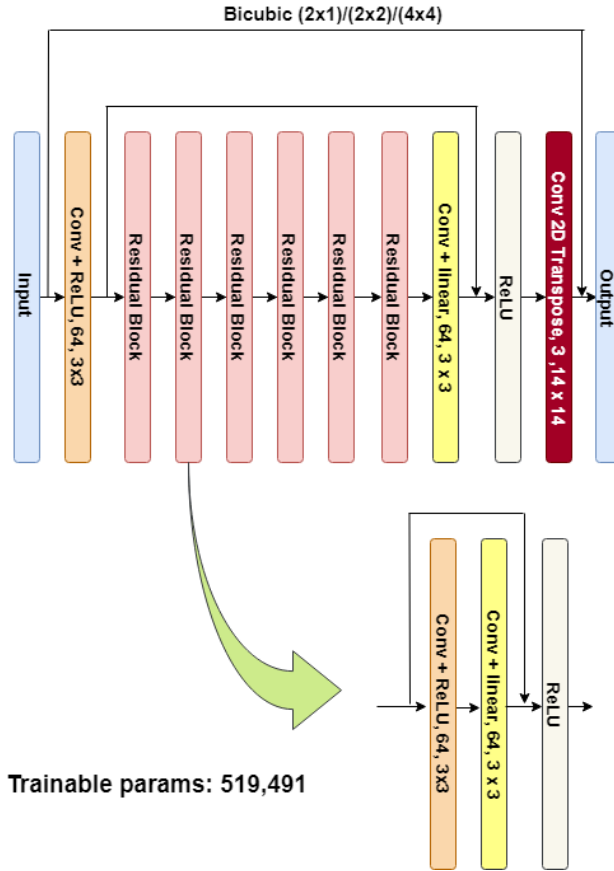 Bicubic (2x1)/(2x2)/(4x4)
Input
Conv + ReLU, 64, 3x3
Residual Block
Residual Block
Residual Block
Residual Block
Residual Block
Residual Block
Conv + linear, 64, 3 x 3
ReLU
Conv 2D Transpose, 3 ,14 x 14
Output
Conv + ReLU, 64, 3x3
Conv + linear, 64, 3 x 3
ReLU
Trainable params: 519,491